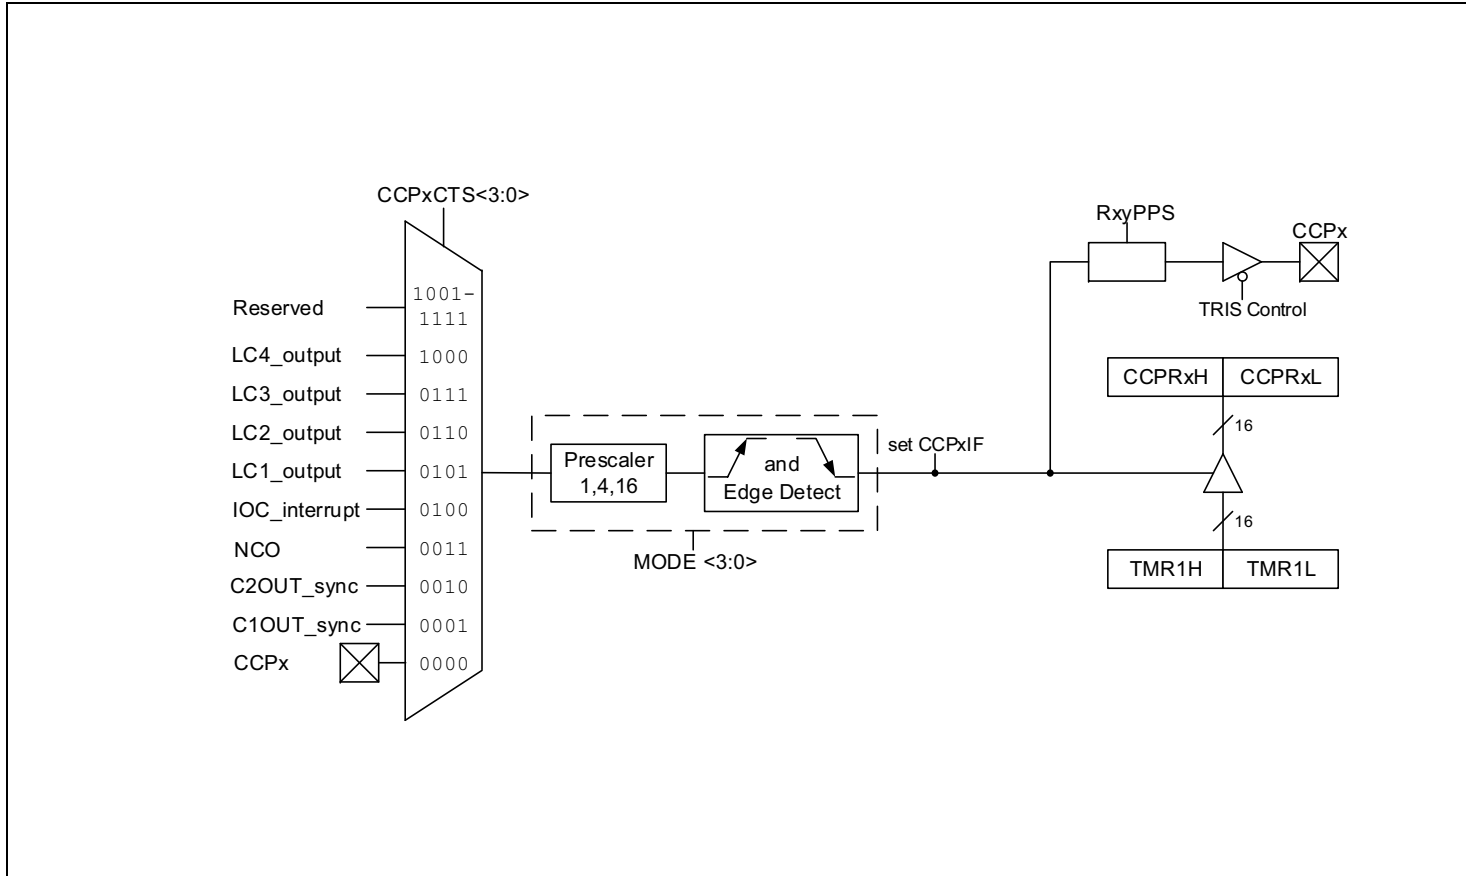 CCPxCTS<3:0>
RxyPPS
CCPx
TRIS Control
Reserved
1001-
1111
LC4_output
1000
LC3_output
0111
LC2_output
0110
LC1_output
0101
IOC_interrupt
0100
NCO
0011
C2OUT_sync
0010
C1OUT_sync
0001
CCPx
0000
Prescaler
1,4,16
and
Edge Detect
MODE <3:0>
set CCPxIF
CCPRxH
CCPRxL
16
16
TMR1H
TMR1L